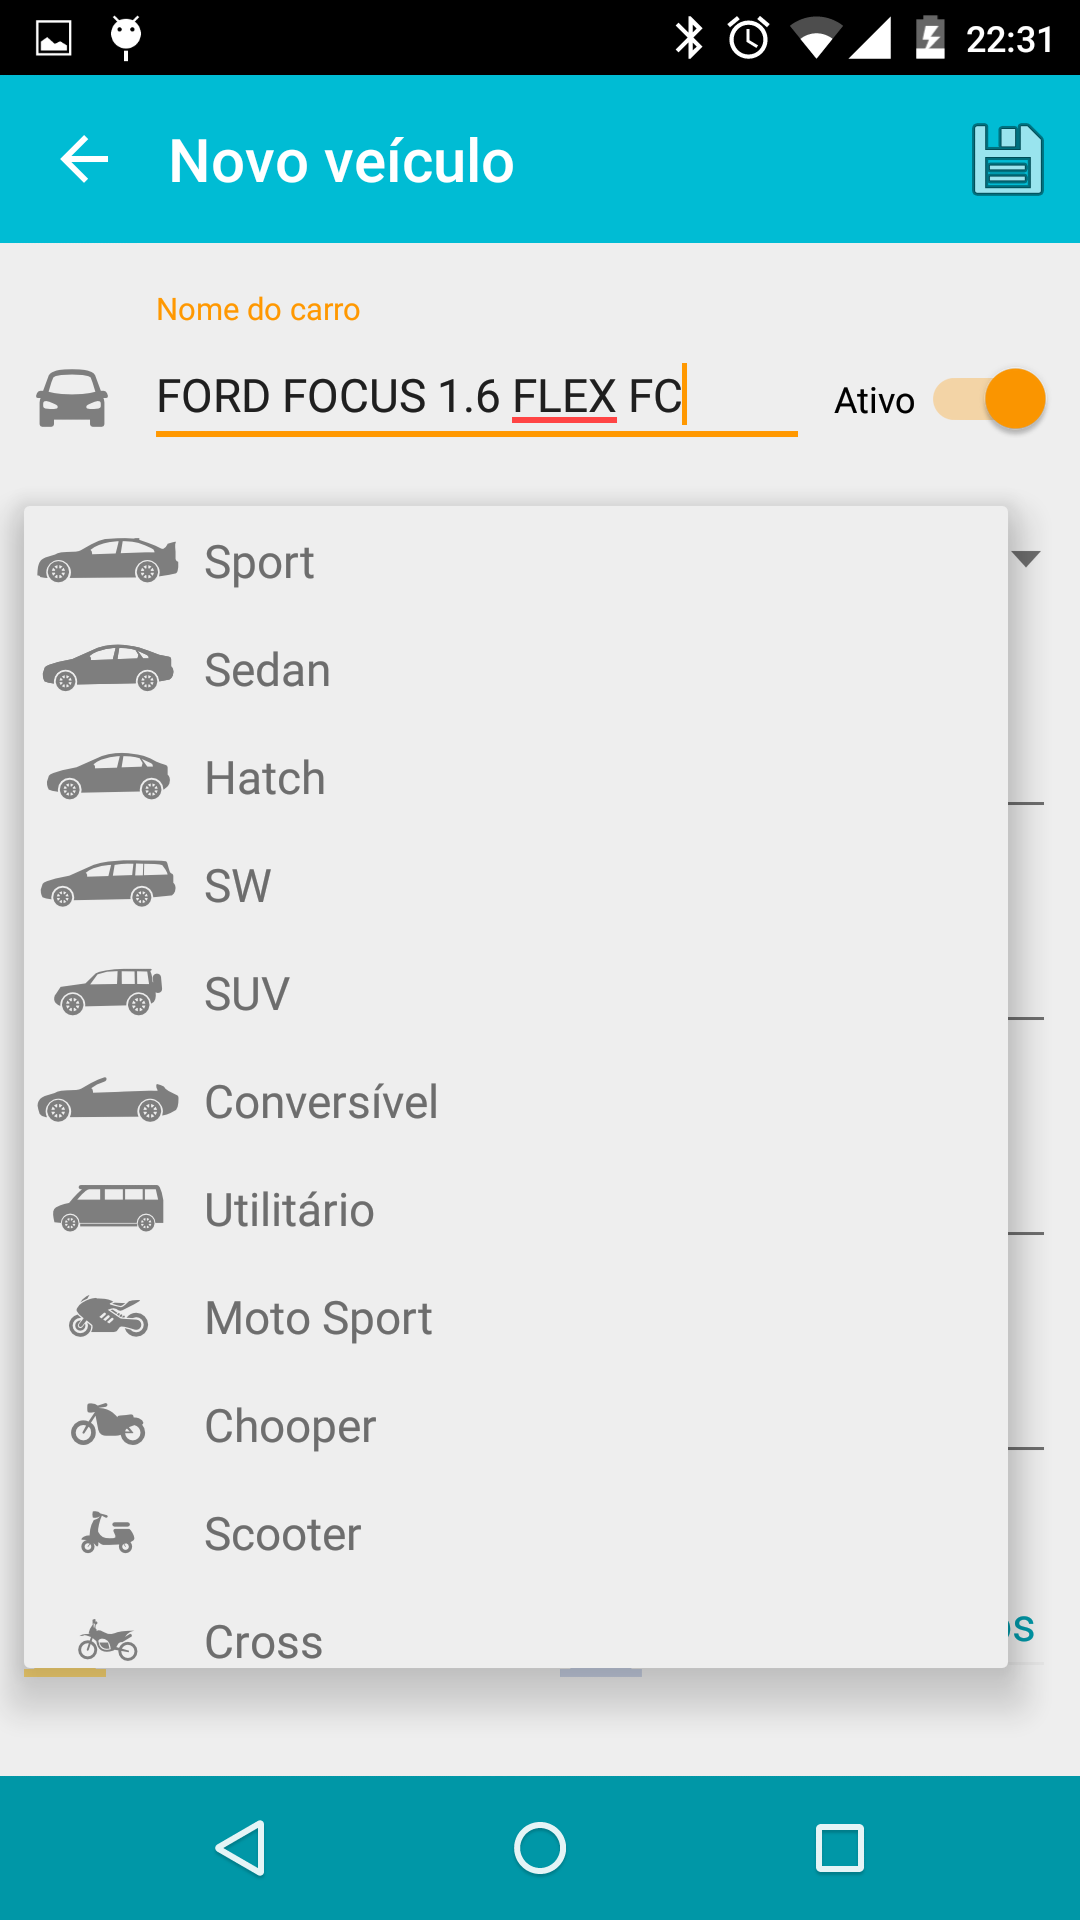 22:31
Novo veículo
Nome do carro
FORD FOCUS 1.6 FLEX FC
Ativo
Sport
Sedan
Hatch
SW
SUV
Conversível
Utilitário
Moto Sport
Chooper
Scooter
Cross